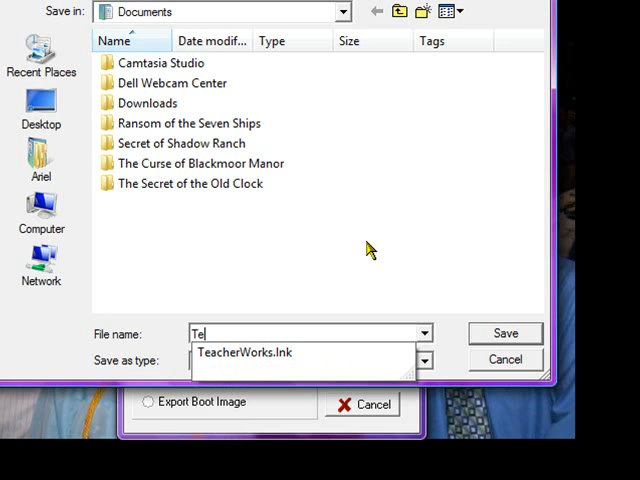 Save in: Documents
Name Date modif... Type Size Tags
Recent Places
Desktop
Ariel
Computer
Network
Camtasia Studio
Dell Webcam Center
Downloads
Ransom of the Seven Ships
Secret of Shadow Ranch
The Curse of Blackmoor Manor
The Secret of the Old Clock
File name: Te Save
TeacherWorks.lnk
Save as type: Cancel
Export Boot Image Cancel